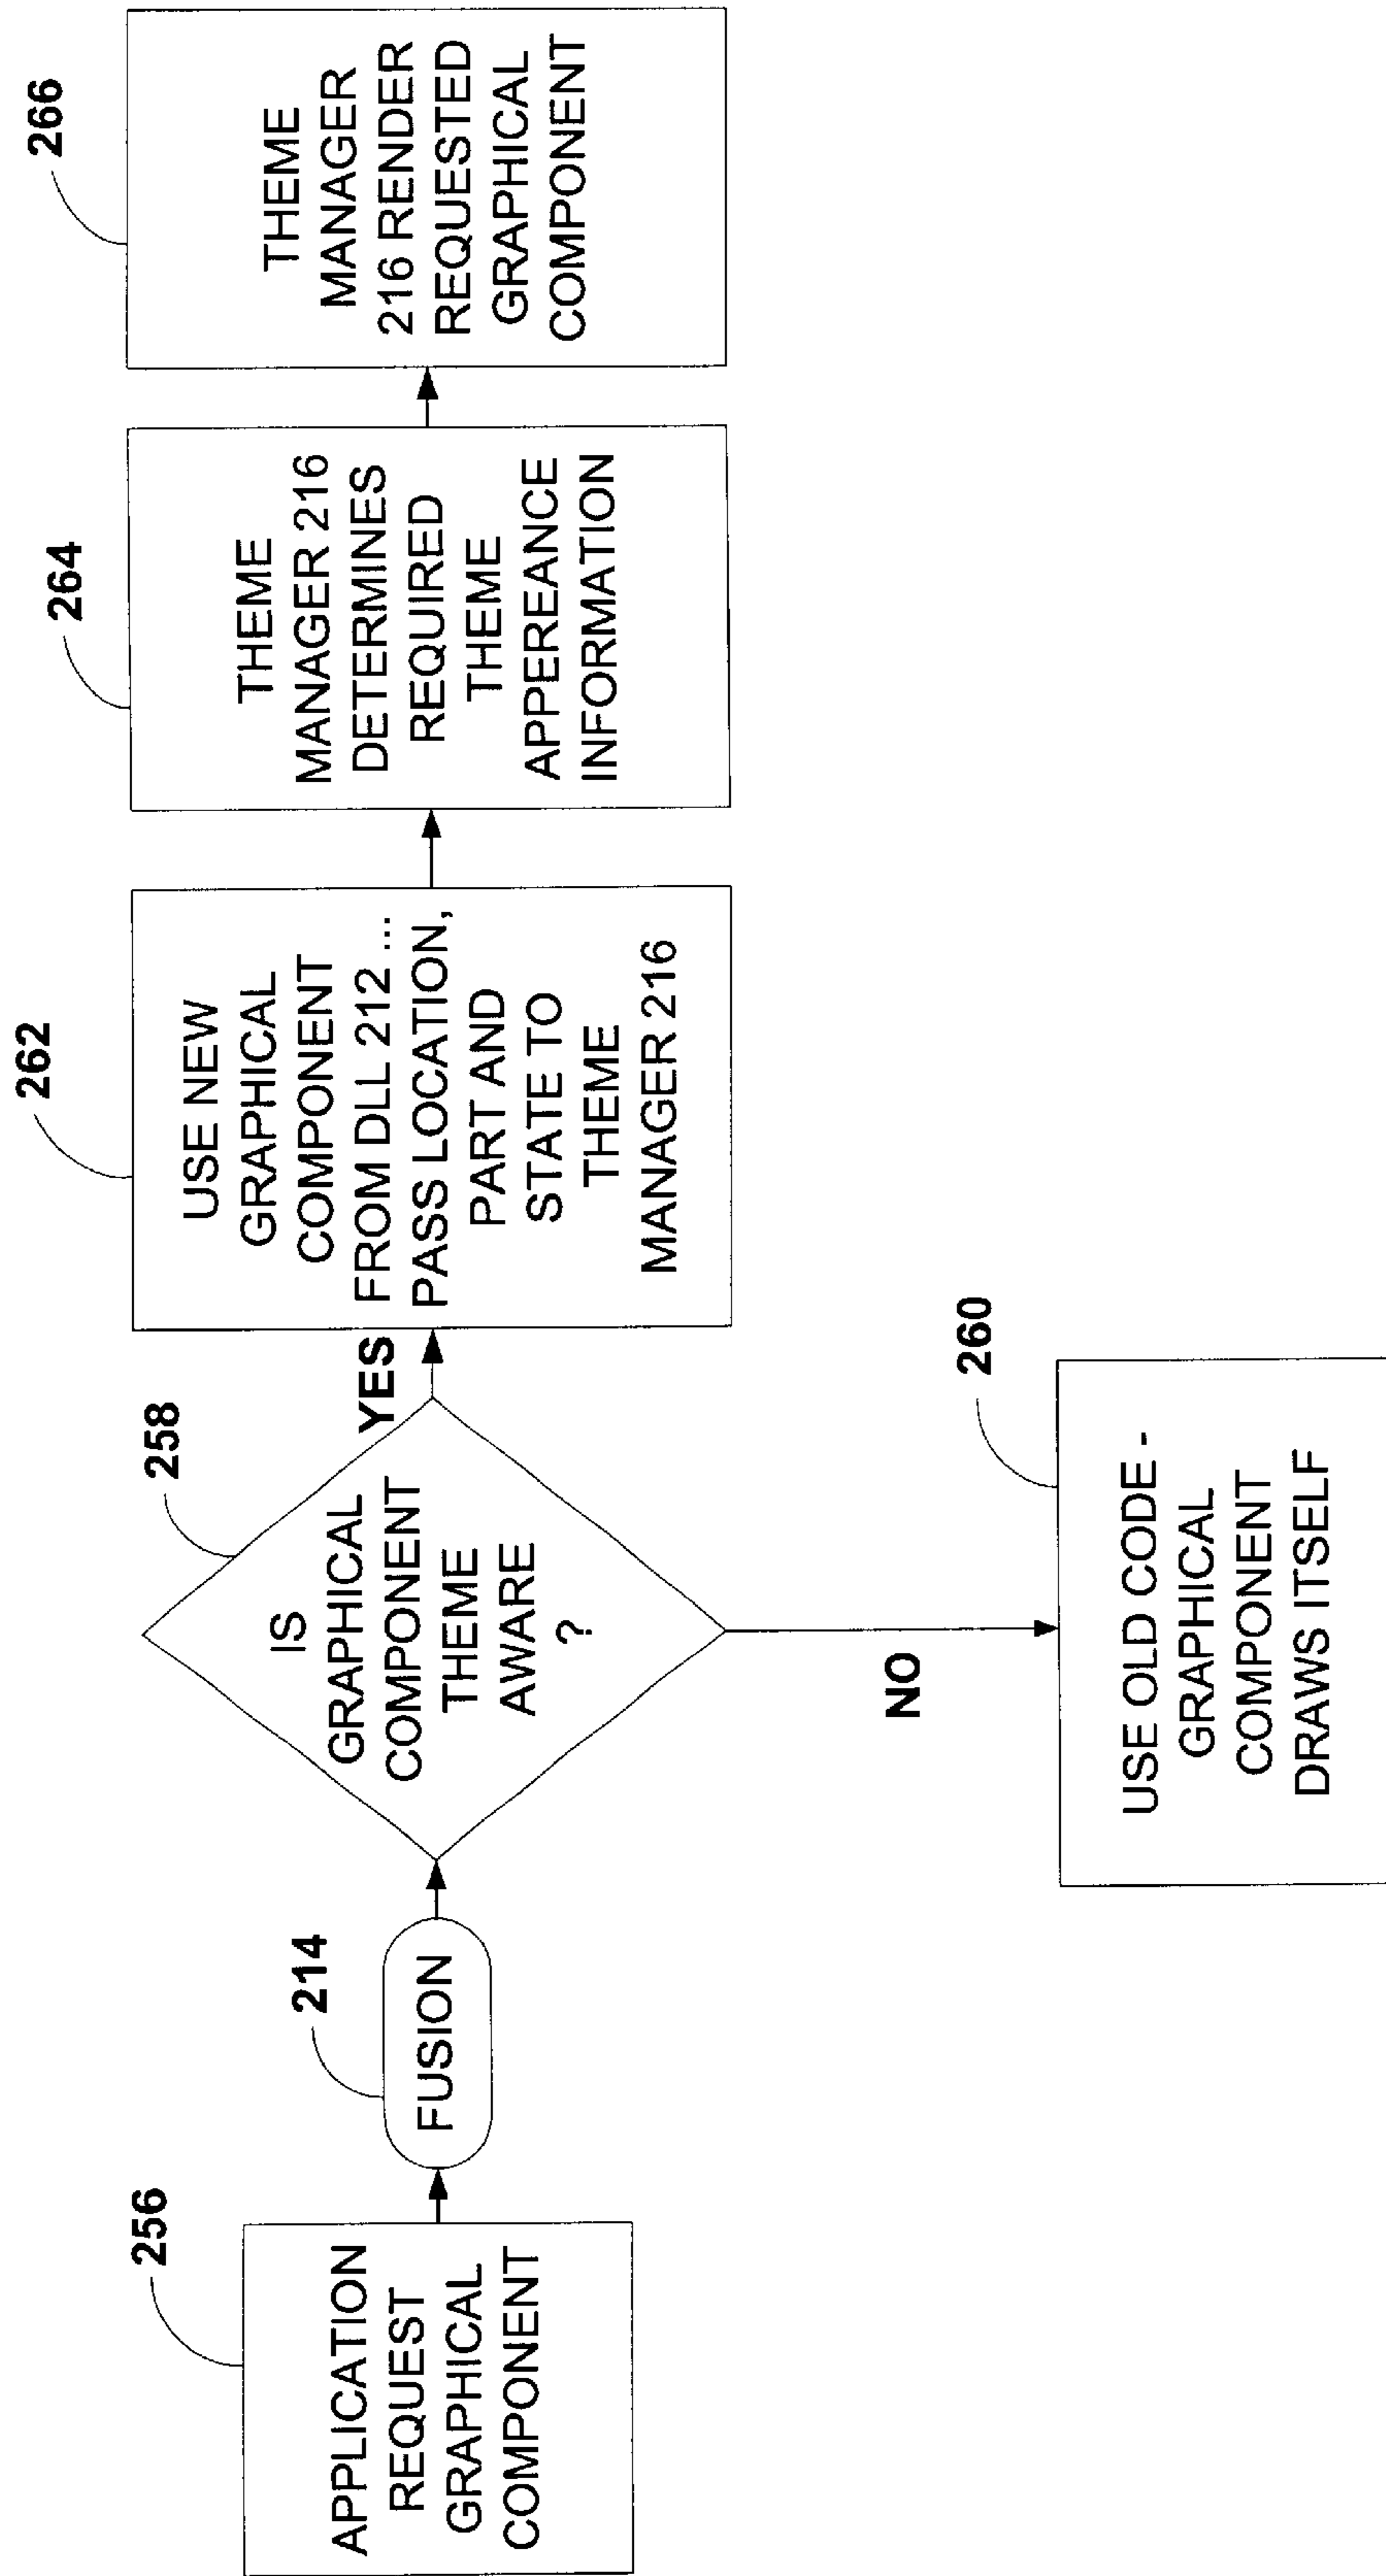 256
APPLICATION
REQUEST
GRAPHICAL
COMPONENT
214
FUSION
258
IS
GRAPHICAL
COMPONENT
THEME
AWARE
?
YES
NO
260
USE OLD CODE -
GRAPHICAL
COMPONENT
DRAWS ITSELF
262
USE NEW
GRAPHICAL
COMPONENT
FROM DLL 212 ...
PASS LOCATION,
PART AND
STATE TO
THEME
MANAGER 216
264
THEME
MANAGER 216
DETERMINES
REQUIRED
THEME
APPEREANCE
INFORMATION
266
THEME
MANAGER
216 RENDER
REQUESTED
GRAPHICAL
COMPONENT